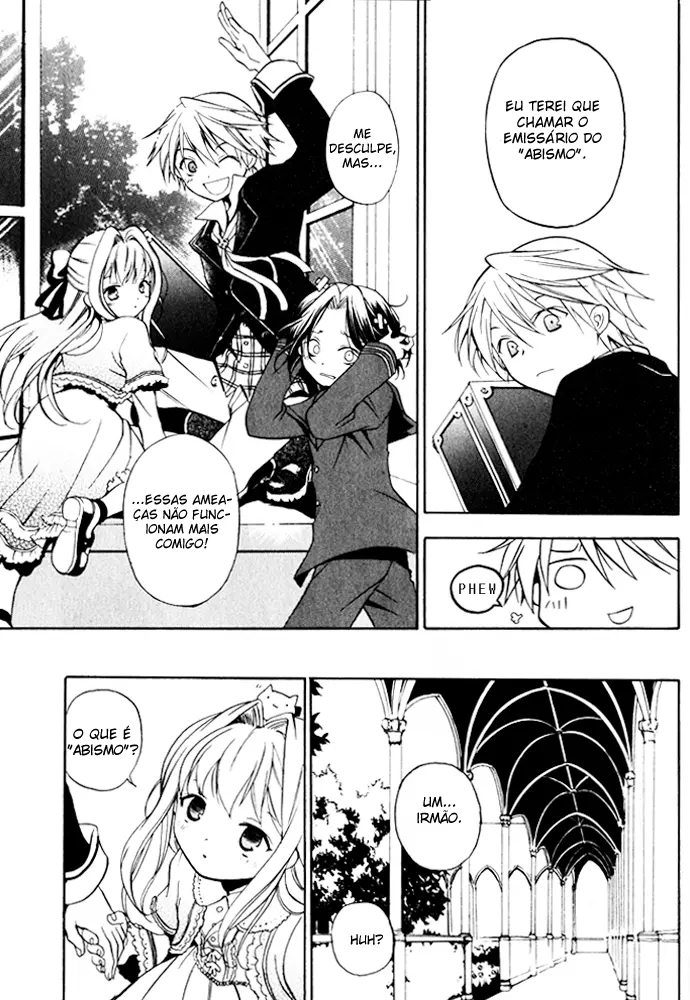 EU TEREI QUE
CHAMAR O
EMISSÁRIO DO
"ABISMO".
ME
DESCULPE,
MAS...
...ESSAS AMEA-
ÇAS NÃO FUNC-
IONAM MAIS
COMIGO!
PHEW
UM...
IRMÃO.
HUH?
O QUE É
"ABISMO"?